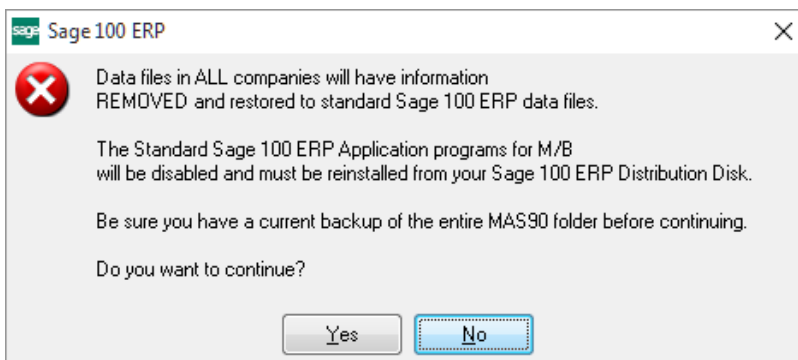 sage Sage 100 ERP
Data files in ALL companies will have information
REMOVED and restored to standard Sage 100 ERP data files.
The Standard Sage 100 ERP Application programs for M/B
will be disabled and must be reinstalled from your Sage 100 ERP Distribution Disk.
Be sure you have a current backup of the entire MAS90 folder before continuing.
Do you want to continue?
Yes No